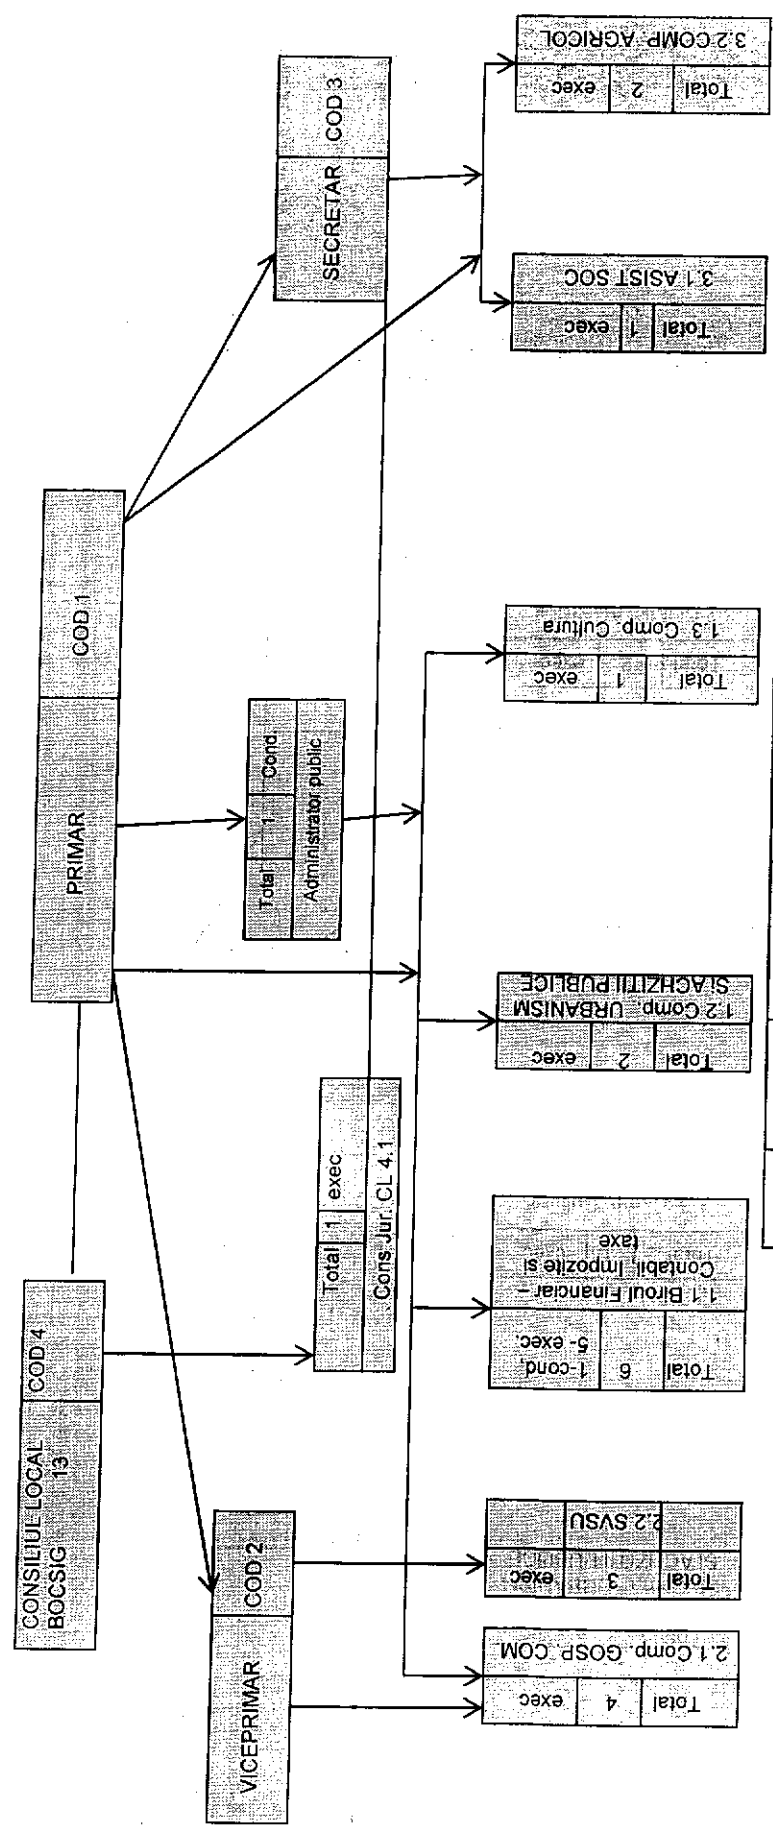 CONSILIUL LOCAL COD 4
BOCSIG 13
PRIMAR COD 1
VICEPRIMAR COD 2
Total 1 exec
Cons Jur. CL 4.1
Total 1 Cond.
Administrator public
SECRETAR COD 3
2.1 Comp. GOSP. COM
Total 4 exec
2.2 SVSU
Total 3 exec
1.1 Biroul Financiar –
Contabil, Impozite si
taxe
Total 6 1-cond,
5- exec.
1.2 Comp. URBANISM
SI ACHZITII PUBLICE
Total 2 exec
1.3 Comp. Cultura
Total 1 exec
3.1 ASIST SOC
Total 1 exec
3.2 COMP AGRICOL
Total 2 exec